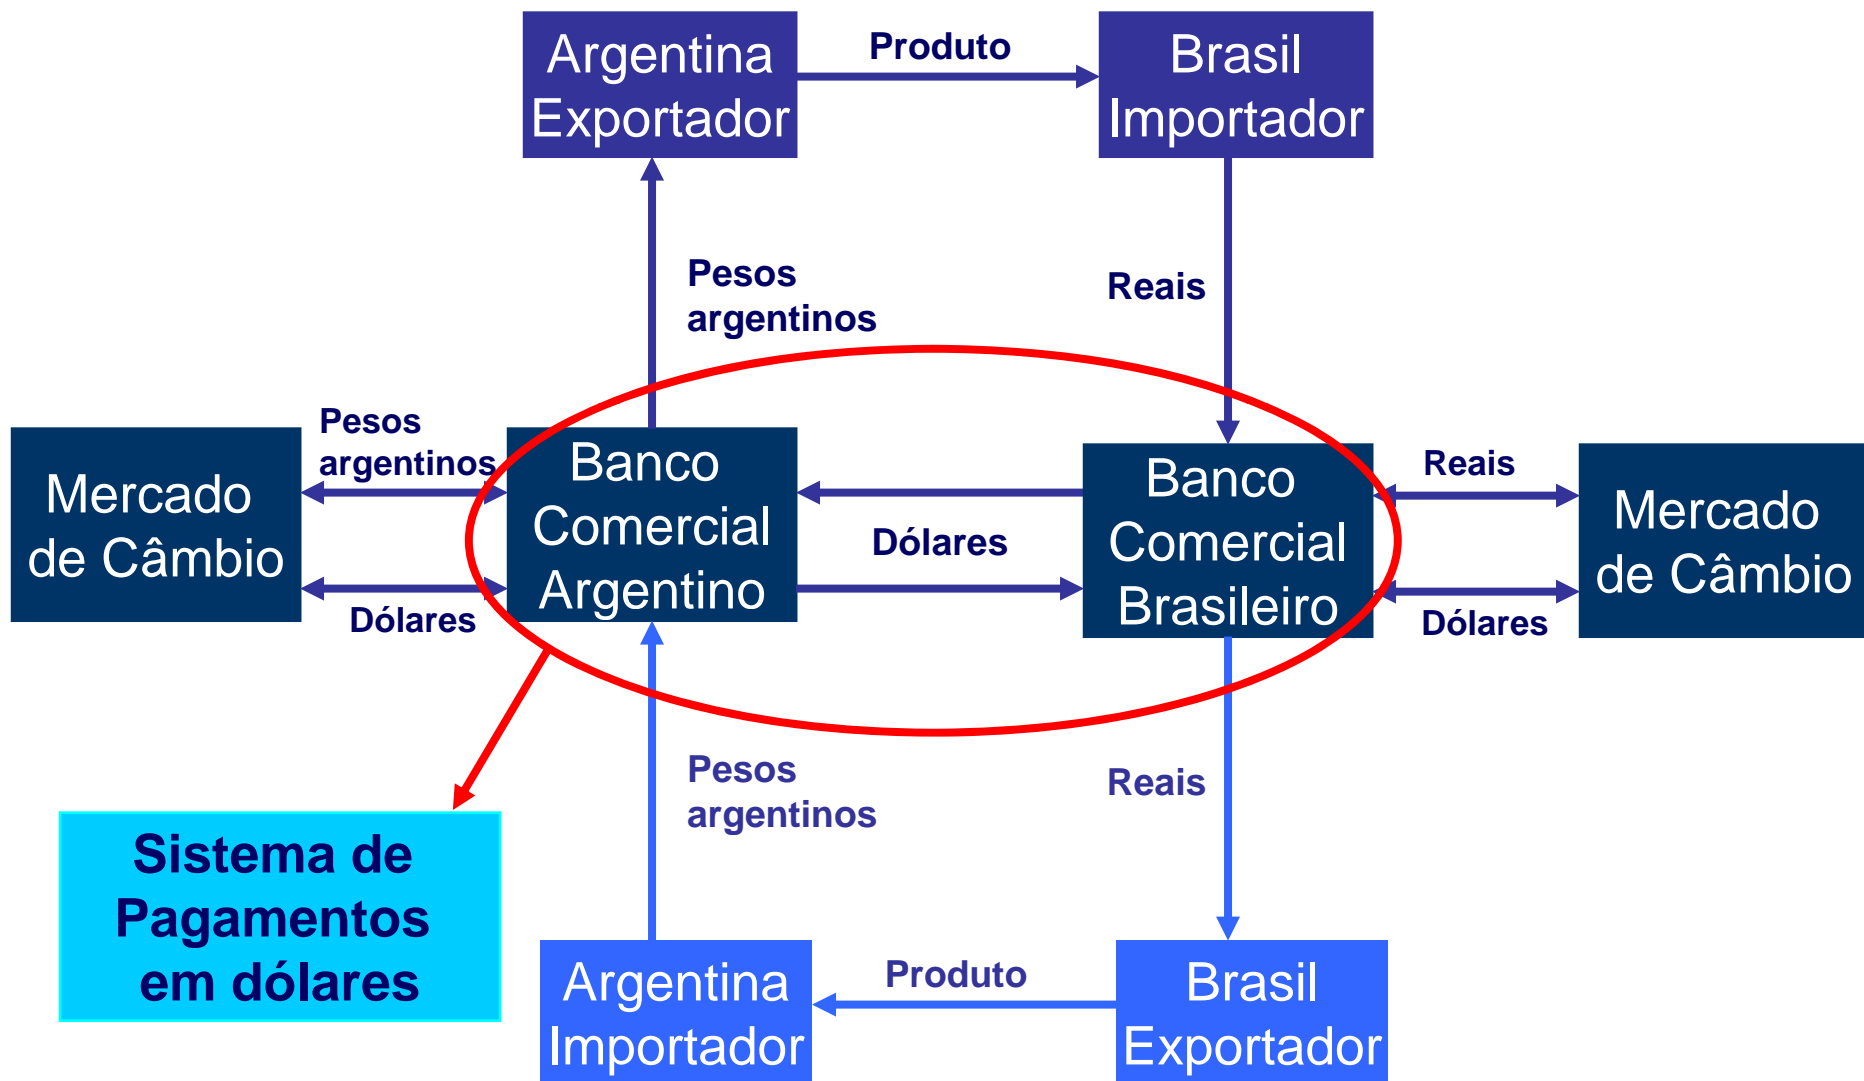 Argentina
Exportador
Produto
Brasil
Importador
Pesos
argentinos
Reais
Pesos
argentinos
Mercado
de Câmbio
Dólares
Banco
Comercial
Argentino
Dólares
Banco
Comercial
Brasileiro
Reais
Dólares
Mercado
de Câmbio
Pesos
argentinos
Reais
Sistema de
Pagamentos
em dólares
Argentina
Importador
Produto
Brasil
Exportador